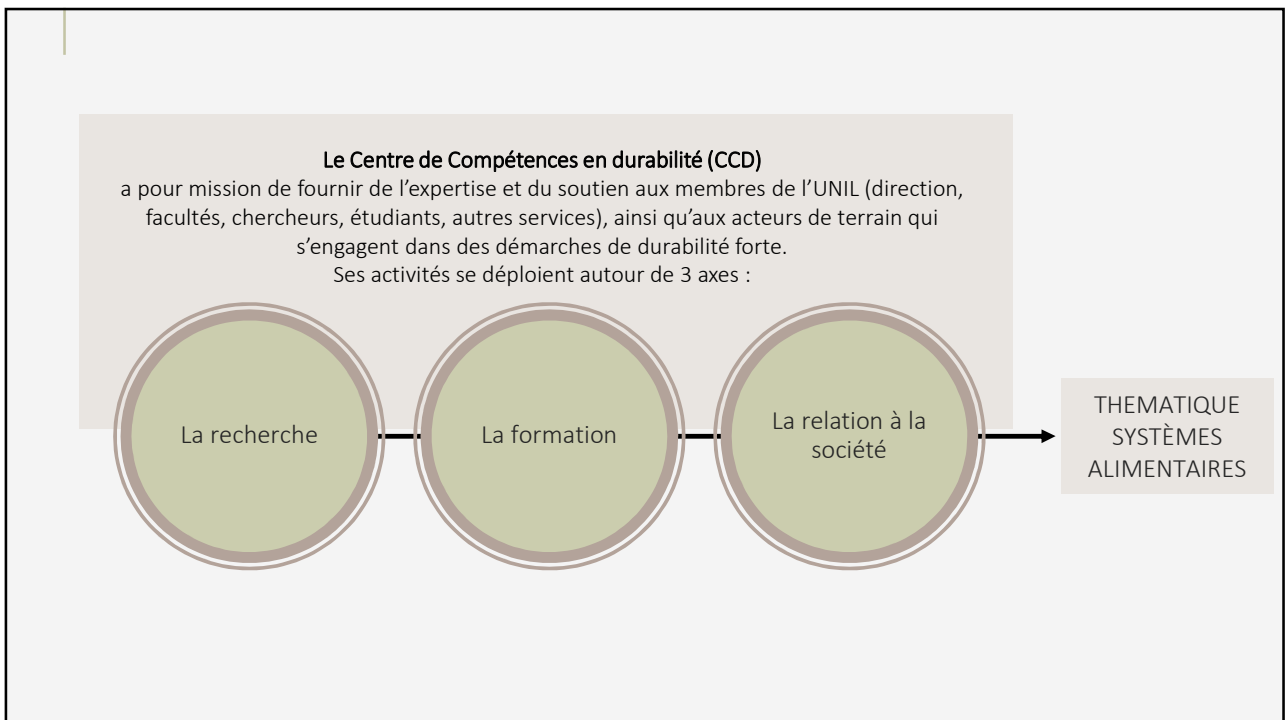 Le Centre de Compétences en durabilité (CCD)
a pour mission de fournir de l’expertise et du soutien aux membres de l’UNIL (direction,
facultés, chercheurs, étudiants, autres services), ainsi qu’aux acteurs de terrain qui
s’engagent dans des démarches de durabilité forte.
Ses activités se déploient autour de 3 axes :
La recherche
La formation
La relation à la
société
THEMATIQUE
SYSTÈMES
ALIMENTAIRES